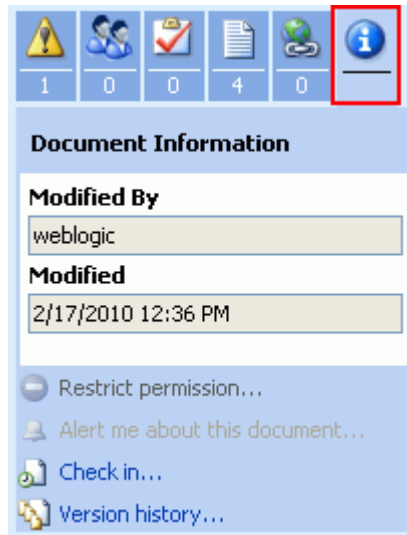 1 0 0 4 0
Document Information
Modified By
weblogic
Modified
2/17/2010 12:36 PM
Restrict permission...
Alert me about this document...
Check in...
Version history...